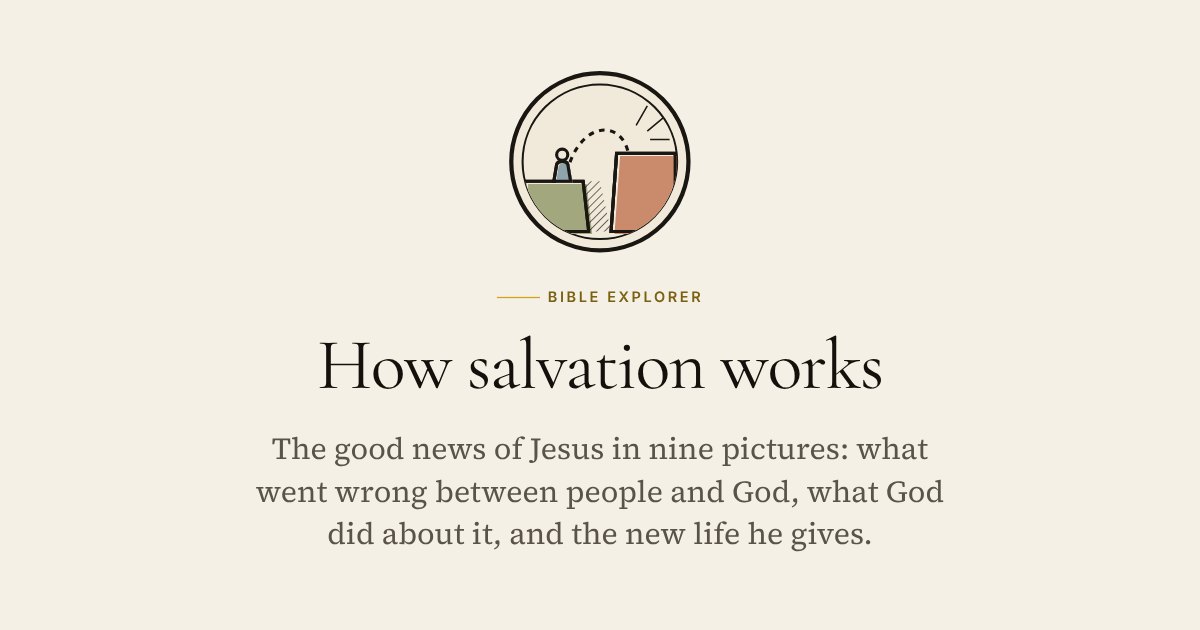 BIBLE EXPLORER
How salvation works
The good news of Jesus in nine pictures: what
went wrong between people and God, what God
did about it, and the new life he gives.